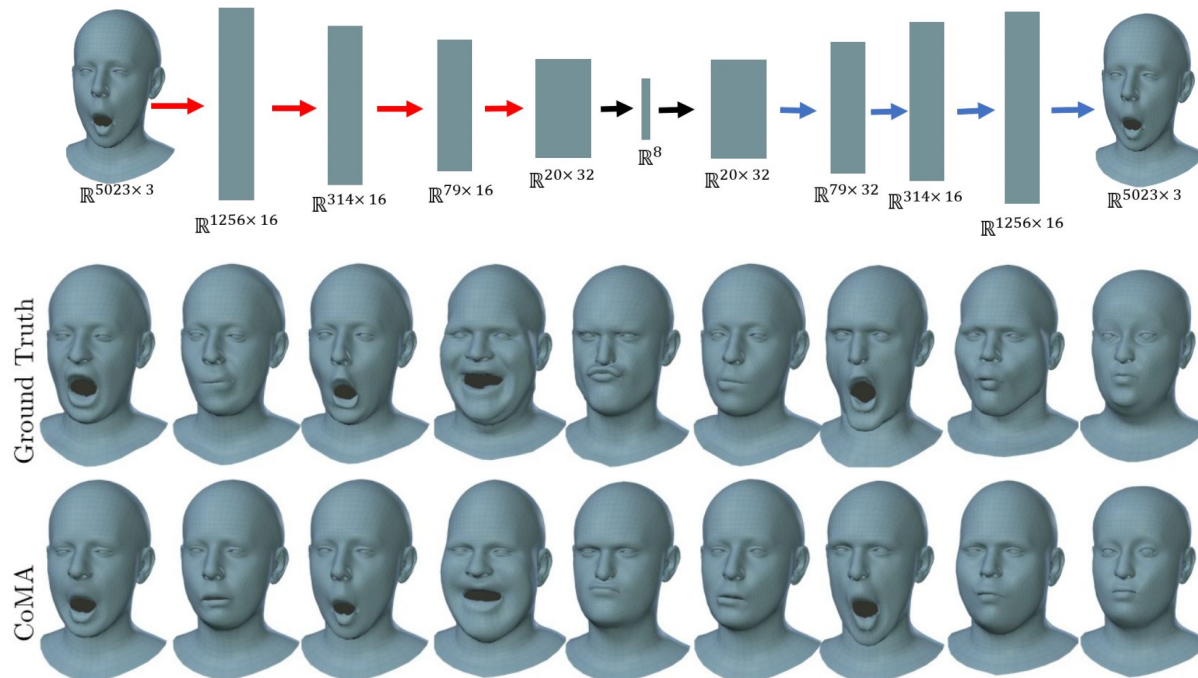 ℝ^5023×3
ℝ^1256×16
ℝ^314×16
ℝ^79×16
ℝ^20×32
ℝ^8
ℝ^20×32
ℝ^79×32
ℝ^314×16
ℝ^1256×16
ℝ^5023×3
Ground Truth
CoMA